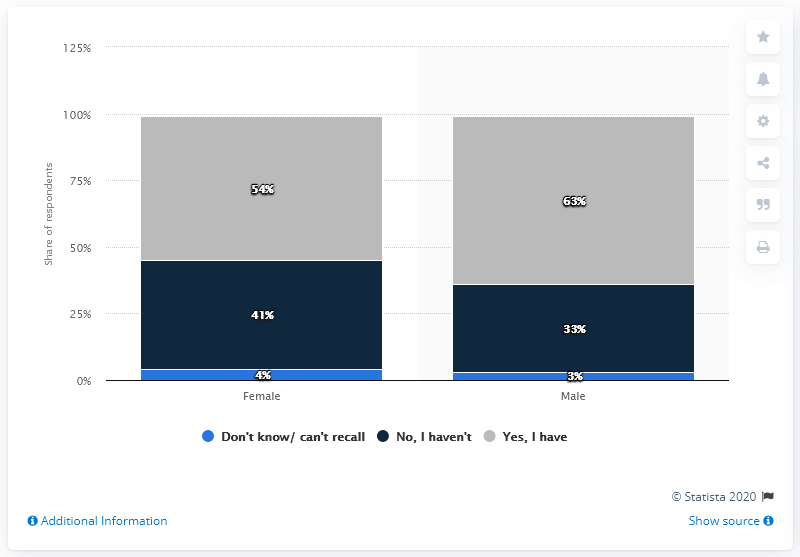 125%
100%
75%
50%
25%
0%
Share of respondents
54%
41%
4%
63%
33%
3%
Female
Male
Don't know/ can't recall
No, I haven't
Yes, I have
© Statista 2020
Additional Information
Show source